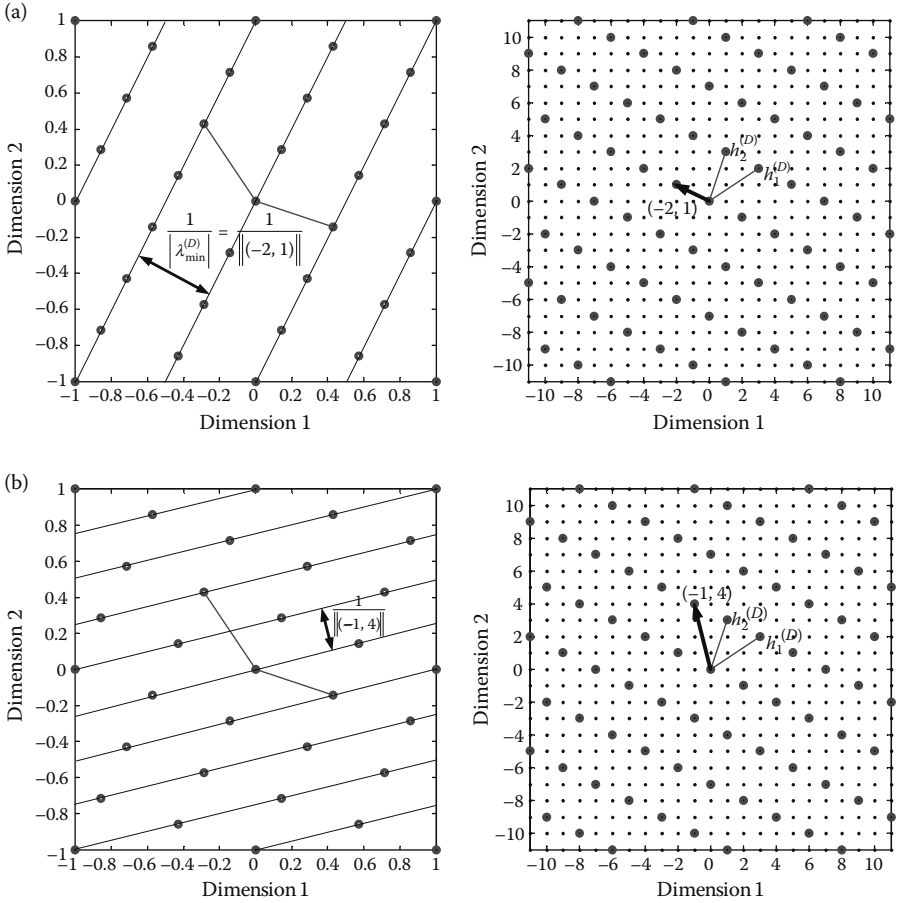 (a)
1
0.8
0.6
0.4
0.2
0
−0.2
−0.4
−0.6
−0.8
−1
Dimension 2
1 / |λ_min^(D)| = 1 / ‖(−2, 1)‖
−1 −0.8 −0.6 −0.4 −0.2 0 0.2 0.4 0.6 0.8 1
Dimension 1
10
8
6
4
2
0
−2
−4
−6
−8
−10
Dimension 2
h_2^(D)
h_1^(D)
(−2, 1)
−10 −8 −6 −4 −2 0 2 4 6 8 10
Dimension 1
(b)
1
0.8
0.6
0.4
0.2
0
−0.2
−0.4
−0.6
−0.8
−1
Dimension 2
1 / ‖(−1, 4)‖
−1 −0.8 −0.6 −0.4 −0.2 0 0.2 0.4 0.6 0.8 1
Dimension 1
10
8
6
4
2
0
−2
−4
−6
−8
−10
Dimension 2
(−1, 4)
h_2^(D)
h_1^(D)
−10 −8 −6 −4 −2 0 2 4 6 8 10
Dimension 1